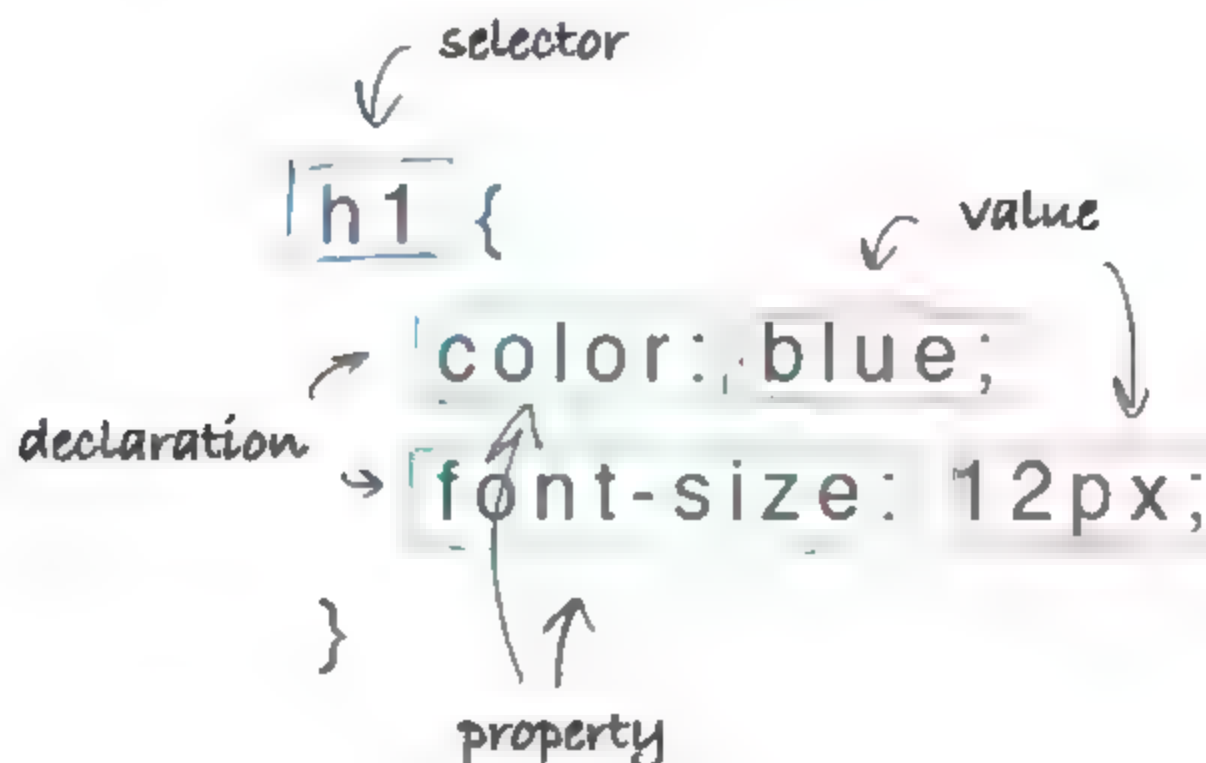 selector
h1 {
value
color: blue;
declaration
font-size: 12px;
}
property